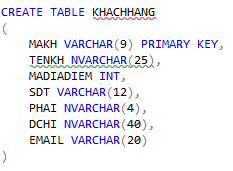 CREATE TABLE KHACHHANG
(
MAKH VARCHAR(9) PRIMARY KEY,
TENKH NVARCHAR(25),
MADIADIEM INT,
SDT VARCHAR(12),
PHAI NVARCHAR(4),
DCHI NVARCHAR(40),
EMAIL VARCHAR(20)
)